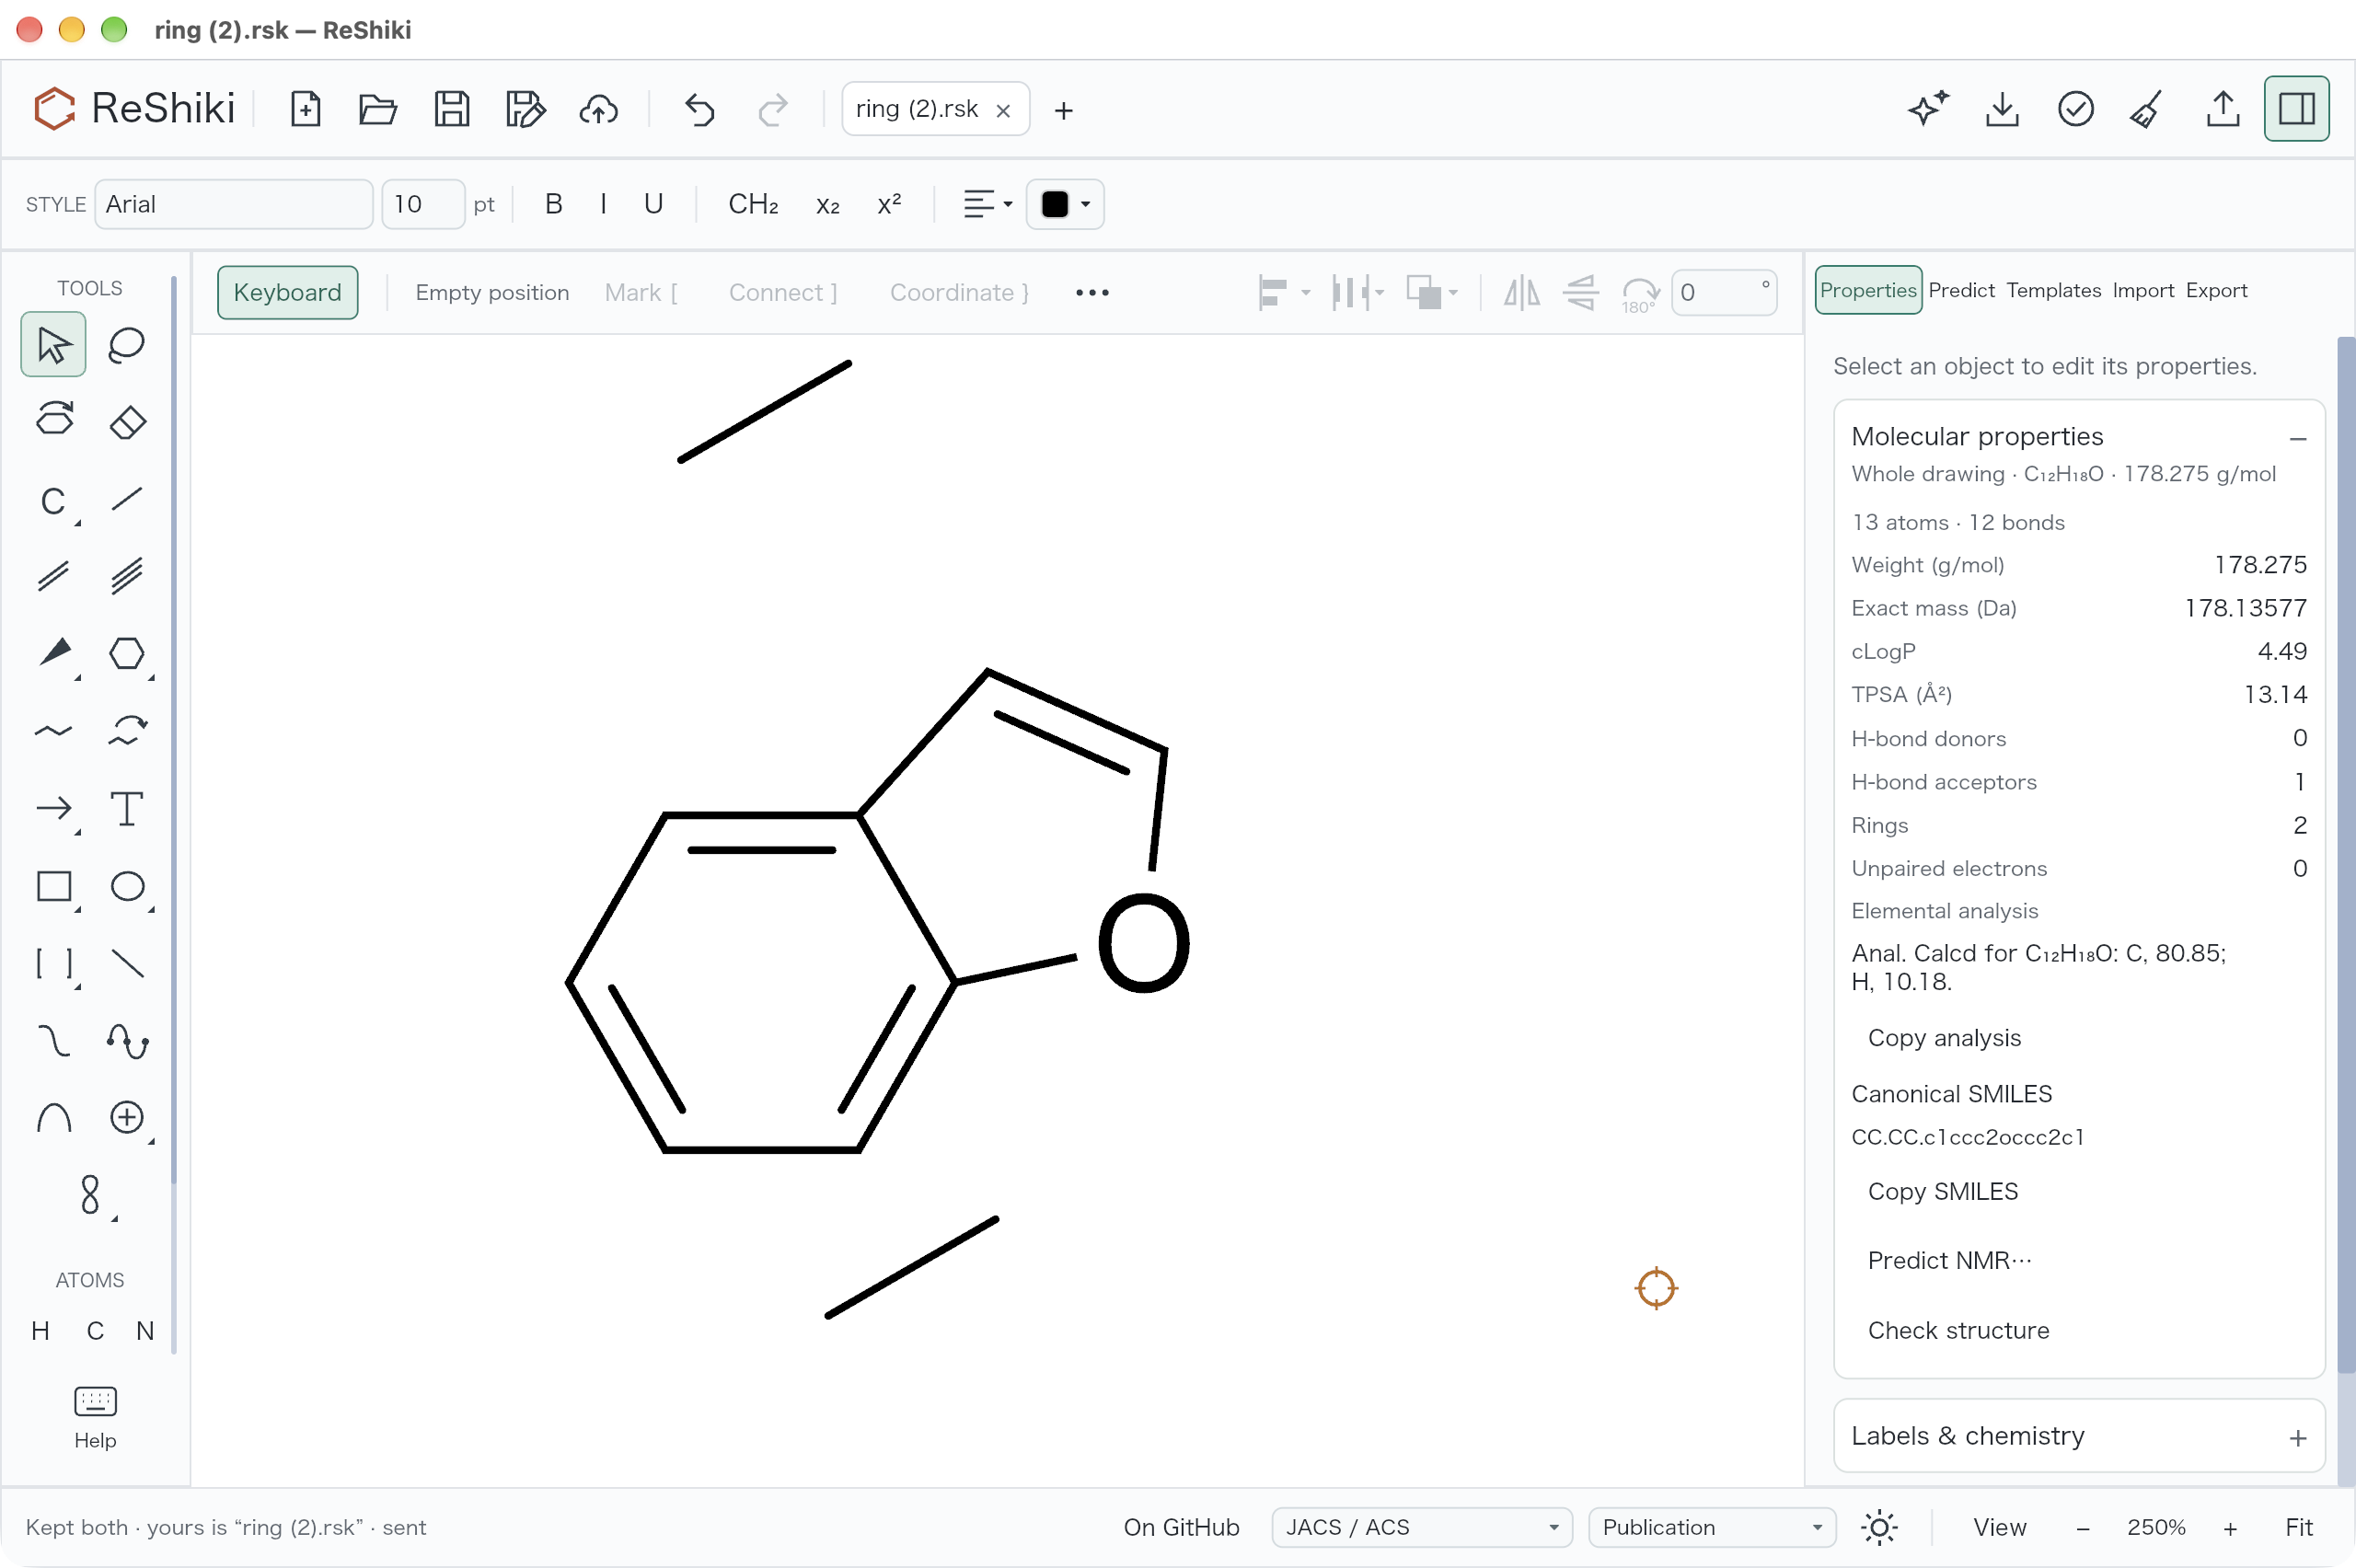 ring (2).rsk — ReShiki
ReShiki
ring (2).rsk × +
STYLE Arial 10 pt B I U CH₂ x₂ x²
TOOLS
Keyboard Empty position Mark [ Connect ] Coordinate } ••• 180° 0 °
Properties Predict Templates Import Export
Select an object to edit its properties.
Molecular properties −
Whole drawing · C₁₂H₁₈O · 178.275 g/mol
13 atoms · 12 bonds
Weight (g/mol) 178.275
Exact mass (Da) 178.13577
cLogP 4.49
TPSA (Å²) 13.14
H-bond donors 0
H-bond acceptors 1
Rings 2
Unpaired electrons 0
Elemental analysis
Anal. Calcd for C₁₂H₁₈O: C, 80.85;
H, 10.18.
Copy analysis
Canonical SMILES
CC.CC.c1ccc2occc2c1
Copy SMILES
Predict NMR···
Check structure
Labels & chemistry +
C
T
[ ]
O
ATOMS
H C N
Help
Kept both · yours is “ring (2).rsk” · sent
On GitHub JACS / ACS Publication View − 250% + Fit